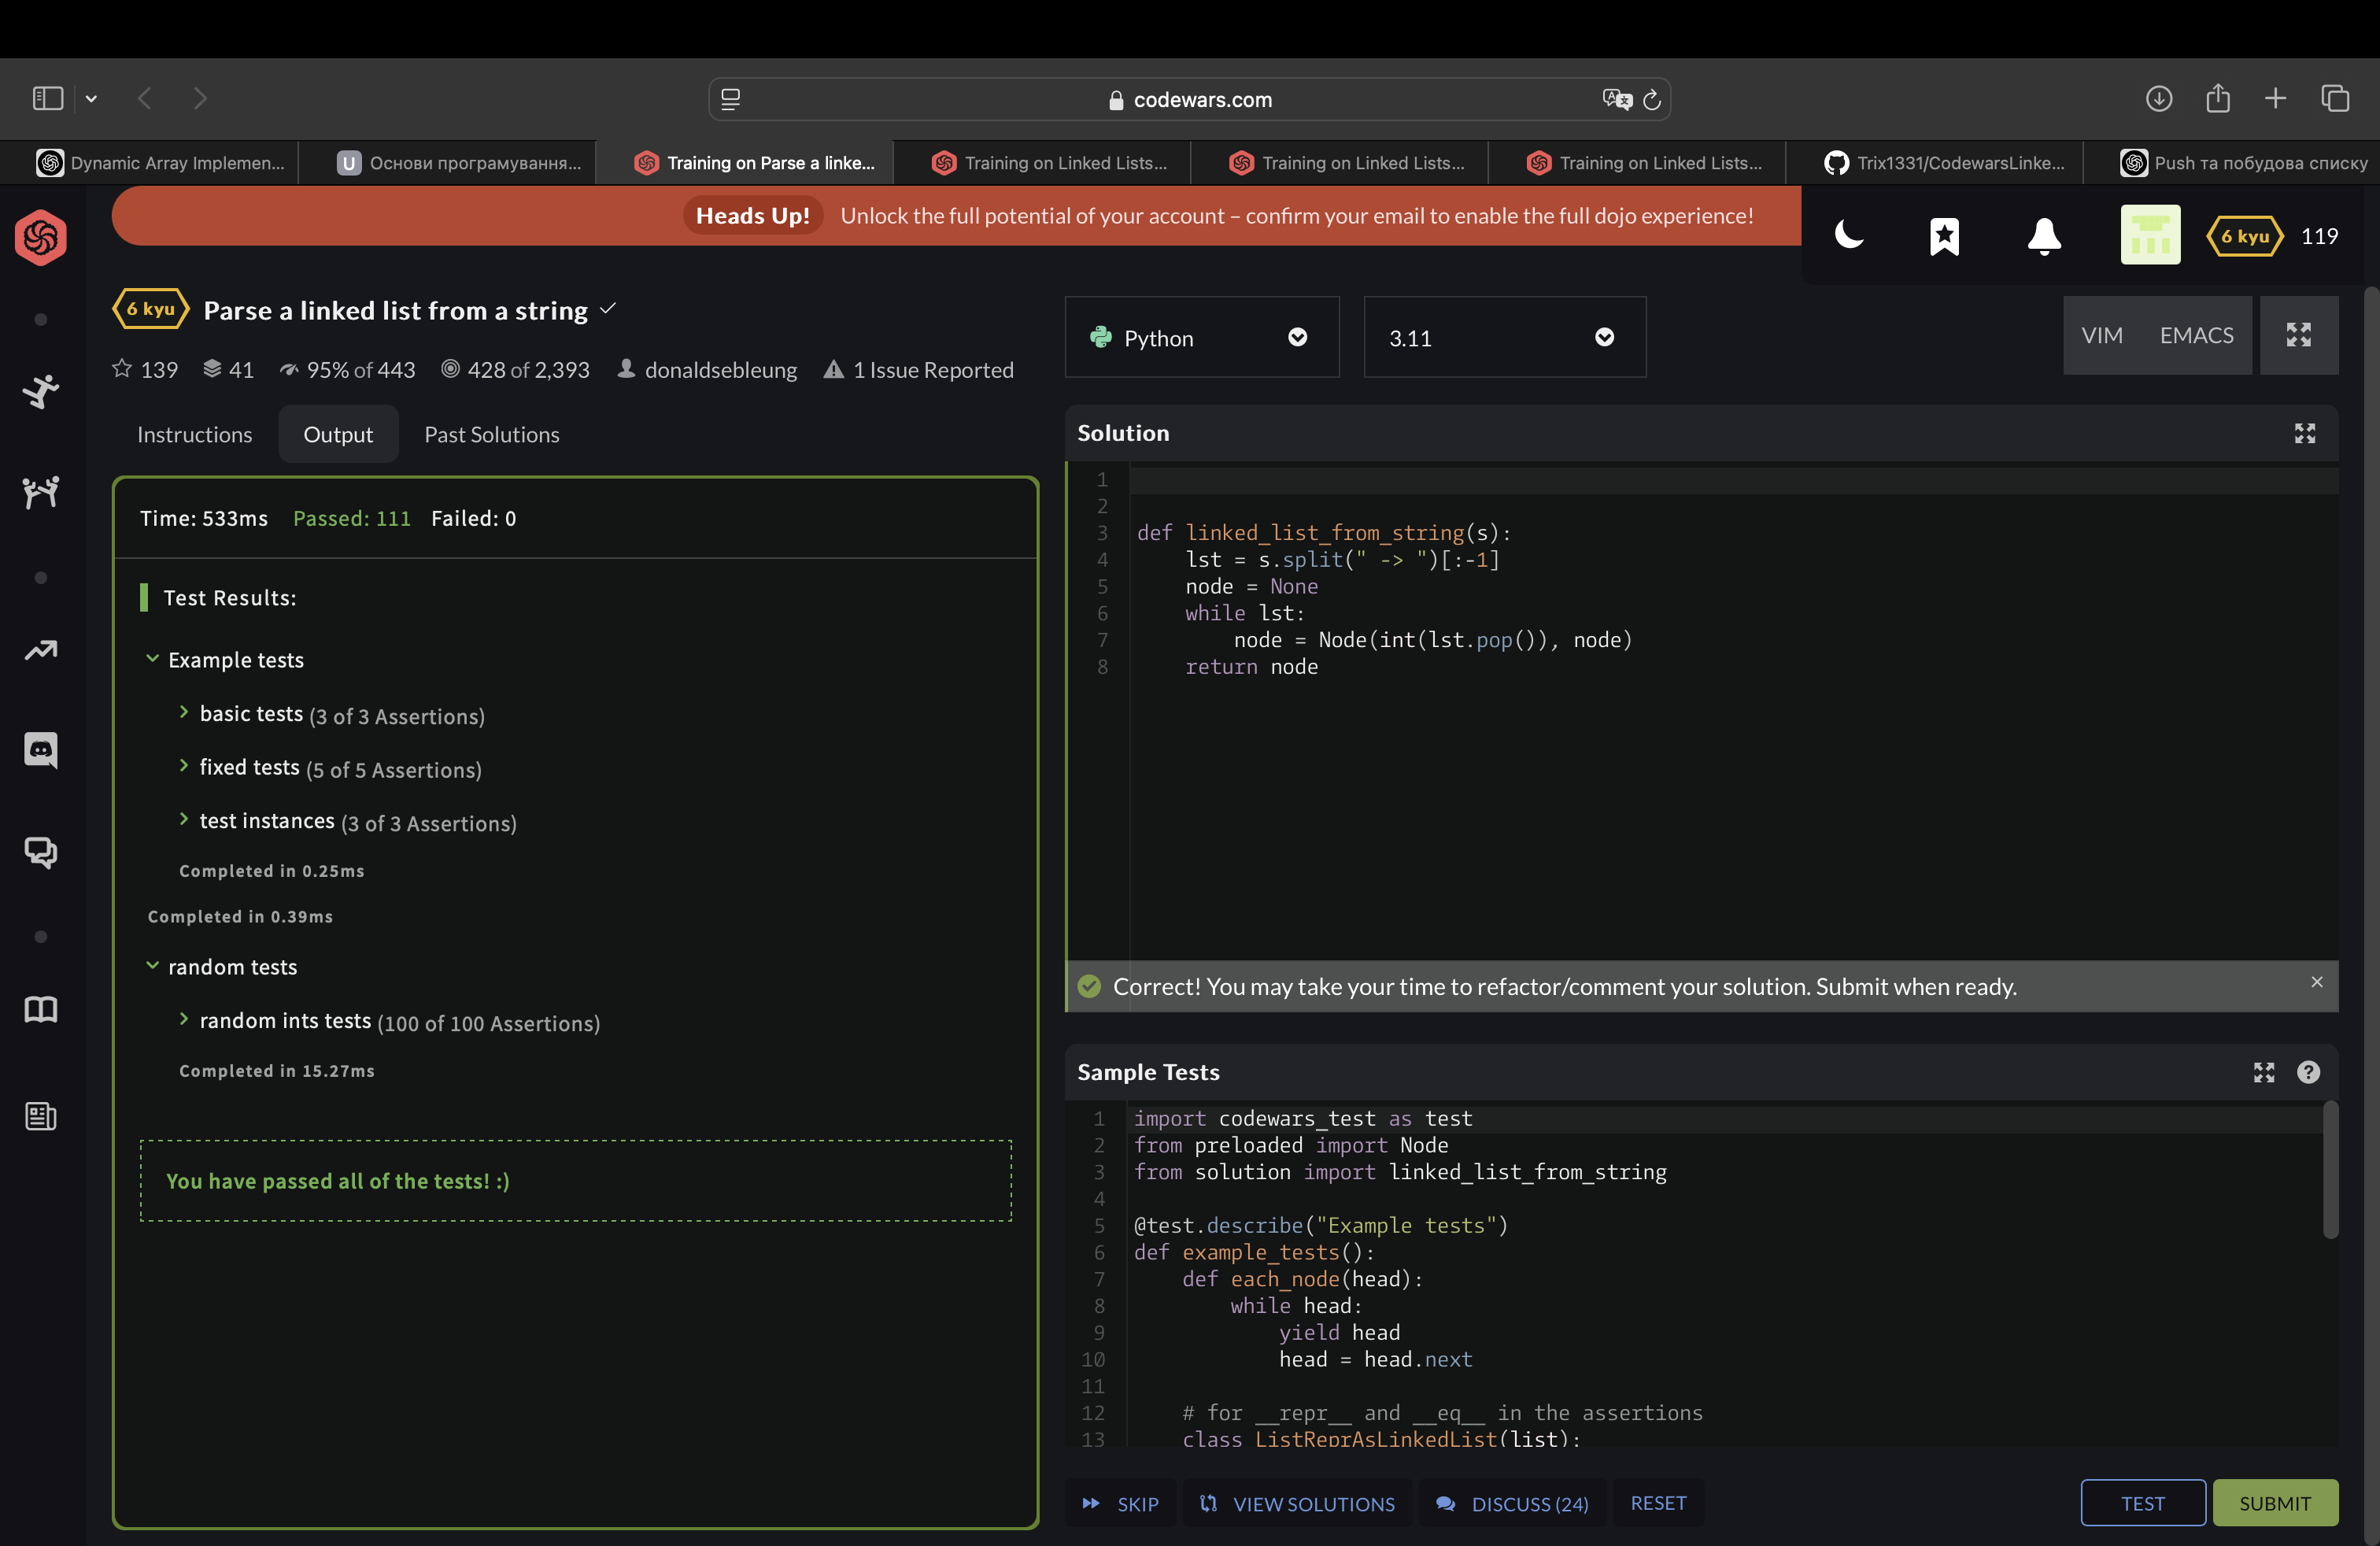 codewars.com
Dynamic Array Implemen...
U Основи програмування...
Training on Parse a linke...
Training on Linked Lists...
Training on Linked Lists...
Training on Linked Lists...
Trix1331/CodewarsLinke...
Push та побудова списку
Heads Up! Unlock the full potential of your account – confirm your email to enable the full dojo experience!
6 kyu 119
6 kyu Parse a linked list from a string
139 41 95% of 443 428 of 2,393 donaldsebleung 1 Issue Reported
Python
3.11
VIM EMACS
Instructions Output Past Solutions
Time: 533ms Passed: 111 Failed: 0
Test Results:
Example tests
basic tests (3 of 3 Assertions)
fixed tests (5 of 5 Assertions)
test instances (3 of 3 Assertions)
Completed in 0.25ms
Completed in 0.39ms
random tests
random ints tests (100 of 100 Assertions)
Completed in 15.27ms
You have passed all of the tests! :)
Solution
1
2
3 def linked_list_from_string(s):
4     lst = s.split(" -> ")[:-1]
5     node = None
6     while lst:
7         node = Node(int(lst.pop()), node)
8     return node
Correct! You may take your time to refactor/comment your solution. Submit when ready.
Sample Tests
1 import codewars_test as test
2 from preloaded import Node
3 from solution import linked_list_from_string
4
5 @test.describe("Example tests")
6 def example_tests():
7     def each_node(head):
8         while head:
9             yield head
10             head = head.next
11
12     # for __repr__ and __eq__ in the assertions
13     class ListReprAsLinkedList(list):
SKIP VIEW SOLUTIONS DISCUSS (24) RESET
TEST SUBMIT